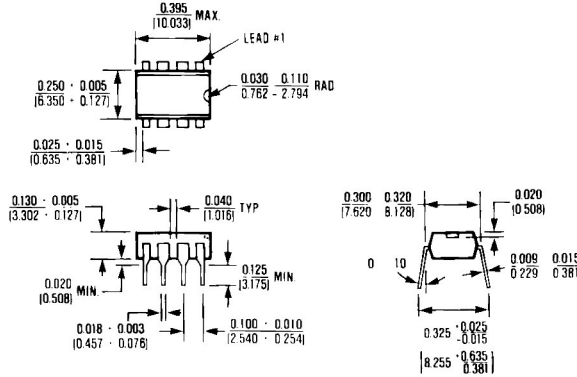 0.395 MAX.
(10.033)
LEAD #1
0.250 · 0.005
(6.350 · 0.127)
0.030 0.110 RAD
0.762 - 2.794
0.025 · 0.015
(0.635 · 0.381)
0.130 · 0.005
(3.302 · 0.127)
0.040 TYP
(1.016)
0.020 MIN.
(0.508)
0.125 MIN.
(3.175)
0.018 · 0.003
(0.457 · 0.076)
0.100 · 0.010
(2.540 · 0.254)
0.300 0.320
7.620 8.128)
0.020
(0.508)
0 10
0.009 0.015
0.229 0.381
0.325 +0.025
-0.015
[8.255 +0.635
0.381]